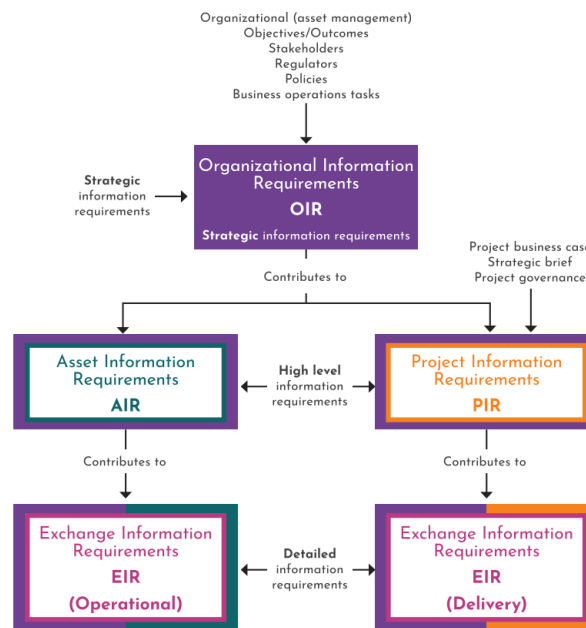 Organizational (asset management)
Objectives/Outcomes
Stakeholders
Regulators
Policies
Business operations tasks
Organizational Information
Requirements
OIR
Strategic information requirements
Strategic
information
requirements
Contributes to
Project business case
Strategic brief
Project governance
Asset Information
Requirements
AIR
High level
information
requirements
Project Information
Requirements
PIR
Contributes to
Contributes to
Exchange Information
Requirements
EIR
(Operational)
Detailed
information
requirements
Exchange Information
Requirements
EIR
(Delivery)